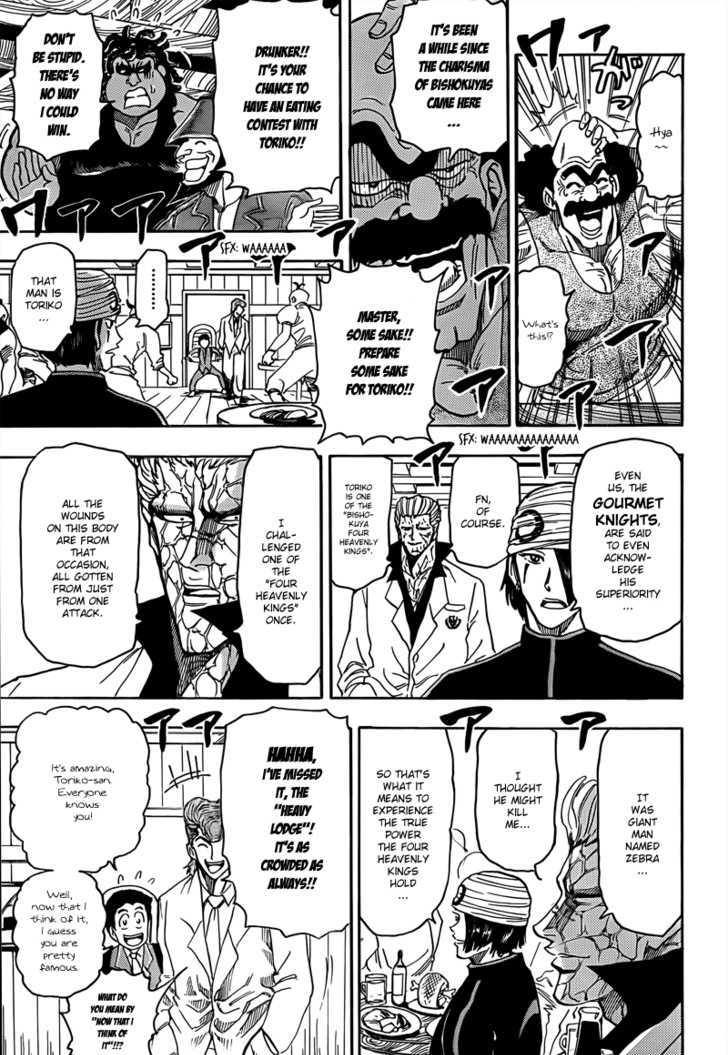 -Hya
~~
What's
this!?
IT'S BEEN
A WHILE SINCE
THE CHARISMA
OF BISHOKUYAS
CAME HERE
...
MASTER,
SOME SAKE!!
PREPARE
SOME SAKE
FOR TORIKO!!
DRUNKER!!
IT'S YOUR
CHANCE TO
HAVE AN EATING
CONTEST WITH
TORIKO!!
DON'T
BE STUPID.
THERE'S
NO WAY
I COULD
WIN.
ワァァァ
SFX: WAAAAAA
.........
THAT
MAN IS
TORIKO
...
SFX: WAAAAAAAAAAAAAAA
EVEN
US, THE
GOURMET
KNIGHTS,
ARE SAID
TO EVEN
ACKNOW-
LEDGE
HIS
SUPERIORITY
...
FN,
OF
COURSE.
TORIKO
IS ONE
OF THE
"BISHO-
KUYA
FOUR
HEAVENLY
KINGS".
I
CHAL-
LENGED
ONE OF
THE
"FOUR
HEAVENLY
KINGS"
ONCE.
ALL THE
WOUNDS
ON THIS BODY
ARE FROM
THAT
OCCASION,
ALL GOTTEN
FROM JUST
FROM ONE
ATTACK.
IT
WAS
GIANT
MAN
NAMED
ZEBRA
...
I
THOUGHT
HE MIGHT
KILL
ME...
SO THAT'S
WHAT IT
MEANS TO
EXPERIENCE
THE TRUE
POWER
THE FOUR
HEAVENLY
KINGS
HOLD
...
HAHHA,
I'VE MISSED
IT, THE
"HEAVY
LODGE"!
IT'S AS
CROWDED AS
ALWAYS!!
It's amazing,
Toriko-san.
Everyone
knows
you!
Well,
now that I
think of it,
I guess
you are
pretty
famous.
WHAT DO
YOU MEAN BY
"NOW THAT I
THINK OF
IT"!!?